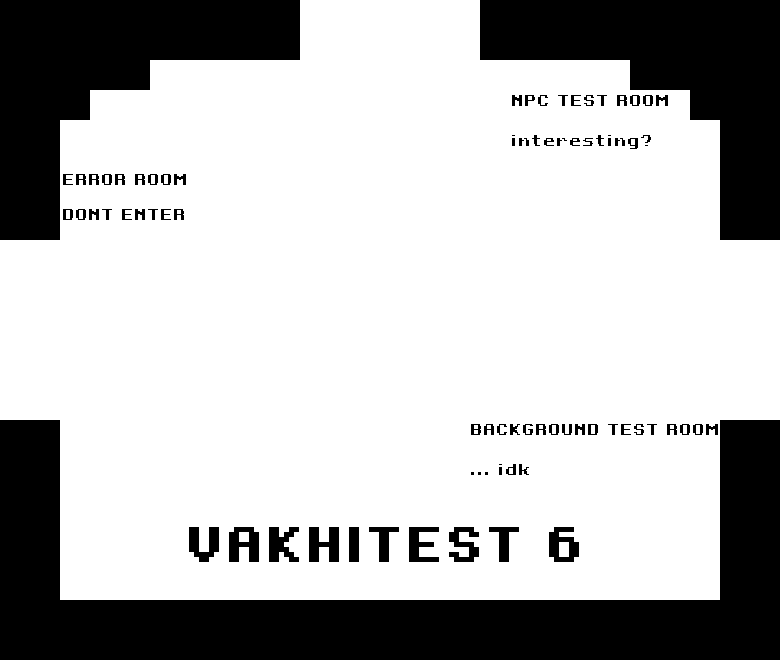 NPC TEST ROOM
interesting?
ERROR ROOM
DONT ENTER
BACKGROUND TEST ROOM
... idk
VAKHITEST 6